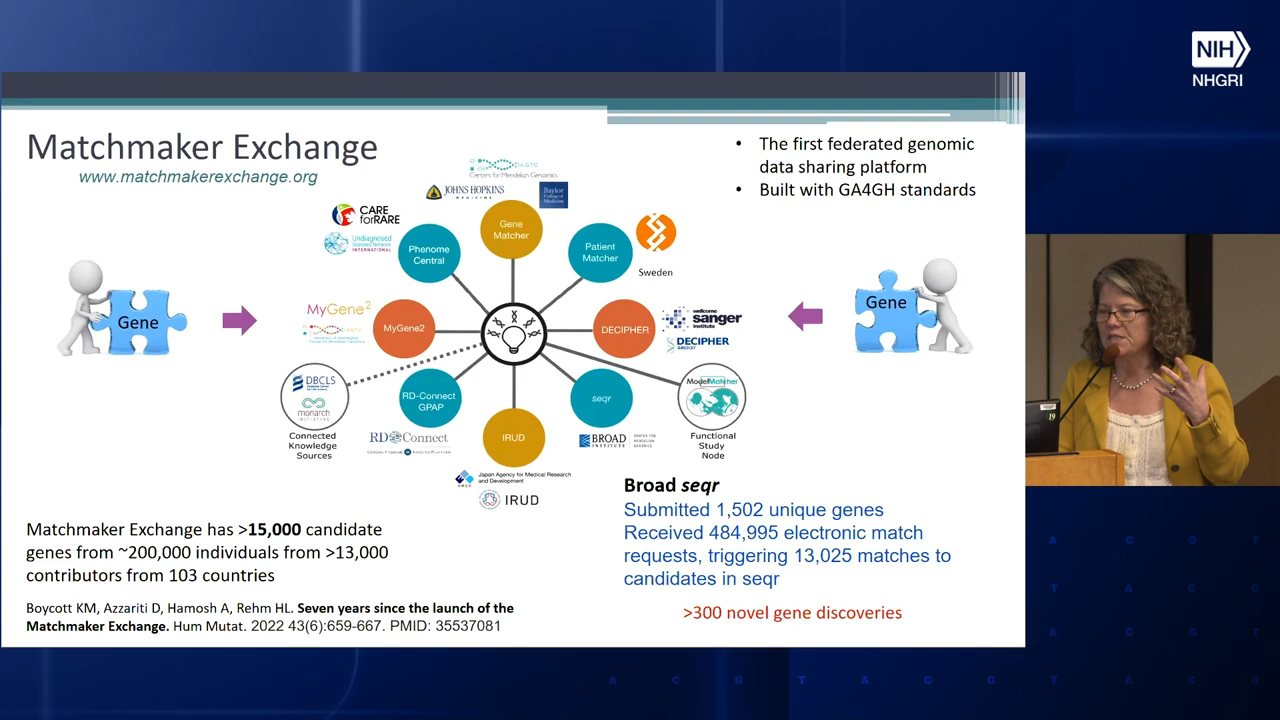 NIH
NHGRI
Matchmaker Exchange
www.matchmakerexchange.org
• The first federated genomic
data sharing platform
• Built with GA4GH standards
Centers for Mendelian Genomics
JOHNS HOPKINS
MEDICINE
Baylor
College of
Medicine
CARE
forRARE
Undiagnosed
Diseases Network
INTERNATIONAL
Gene
Matcher
Phenome
Central
Patient
Matcher
Sweden
MyGene2
MyGene2
DECIPHER
wellcome
sanger
institute
DECIPHER
GRCh37
Gene
Gene
DBCLS
monarch
INITIATIVE
Connected
Knowledge
Sources
RD-Connect
GPAP
RD Connect
IRUD
Japan Agency for Medical Research
and Development
AMED
IRUD
seqr
BROAD
INSTITUTE
CENTER FOR
MENDELIAN
GENOMICS
ModelMatcher
Functional
Study
Node
19
Broad seqr
Submitted 1,502 unique genes
Received 484,995 electronic match
requests, triggering 13,025 matches to
candidates in seqr
>300 novel gene discoveries
Matchmaker Exchange has >15,000 candidate
genes from ~200,000 individuals from >13,000
contributors from 103 countries
Boycott KM, Azzariti D, Hamosh A, Rehm HL. Seven years since the launch of the
Matchmaker Exchange. Hum Mutat. 2022 43(6):659-667. PMID: 35537081
A C G T
A C G T A C G T A C G